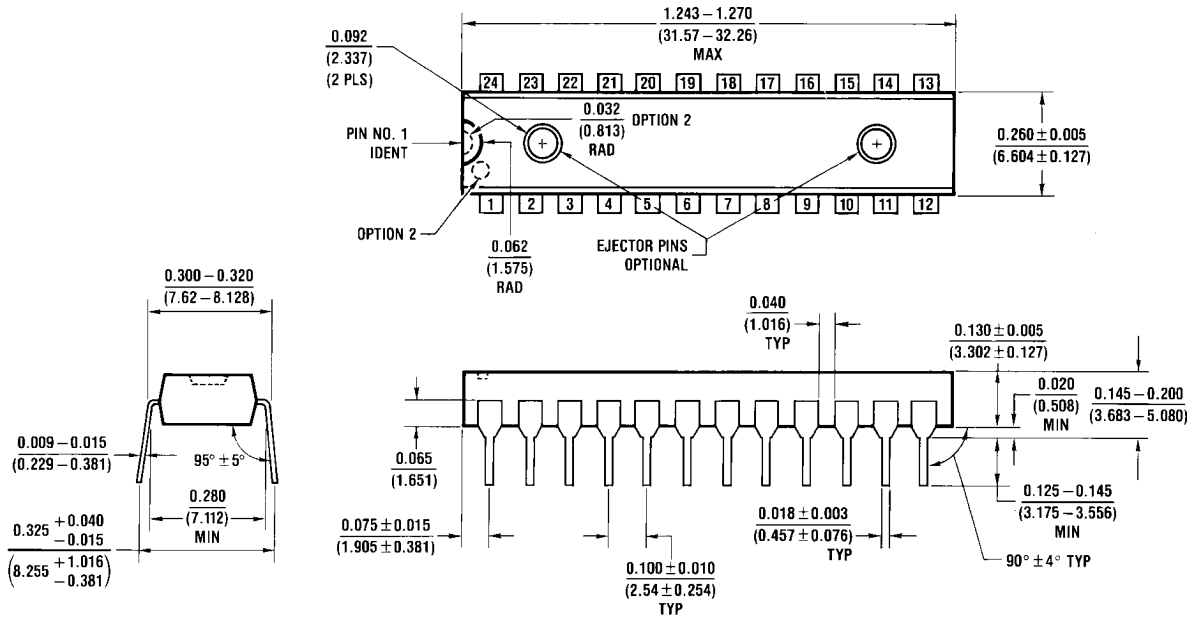 1.243 – 1.270
(31.57 – 32.26)
MAX
0.092
(2.337)
(2 PLS)
24 23 22 21 20 19 18 17 16 15 14 13
0.032
(0.813)
RAD
OPTION 2
PIN NO. 1
IDENT
0.260 ± 0.005
(6.604 ± 0.127)
1 2 3 4 5 6 7 8 9 10 11 12
OPTION 2
0.062
(1.575)
RAD
EJECTOR PINS
OPTIONAL
0.300 – 0.320
(7.62 – 8.128)
0.040
(1.016)
TYP
0.130 ± 0.005
(3.302 ± 0.127)
0.020
(0.508)
MIN
0.145 – 0.200
(3.683 – 5.080)
0.009 – 0.015
(0.229 – 0.381)
95° ± 5°
0.065
(1.651)
0.280
(7.112)
MIN
0.325 + 0.040
– 0.015
(8.255 + 1.016
– 0.381)
0.075 ± 0.015
(1.905 ± 0.381)
0.100 ± 0.010
(2.54 ± 0.254)
TYP
0.018 ± 0.003
(0.457 ± 0.076)
TYP
0.125 – 0.145
(3.175 – 3.556)
MIN
90° ± 4° TYP